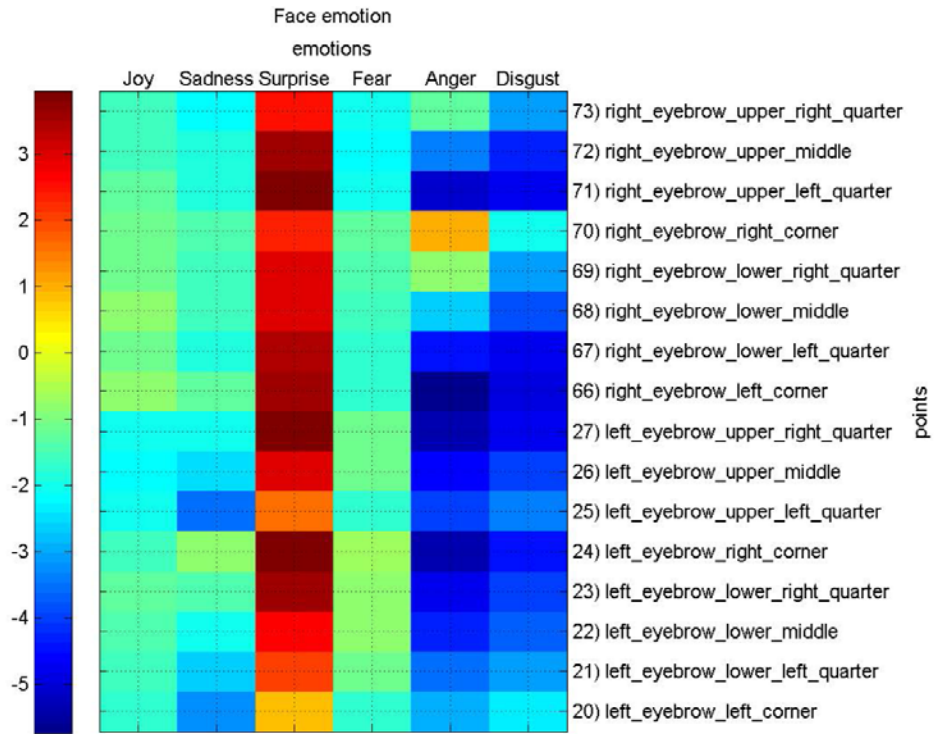 Face emotion
emotions
Joy Sadness Surprise Fear Anger Disgust
3
2
1
0
-1
-2
-3
-4
-5
73) right_eyebrow_upper_right_quarter
72) right_eyebrow_upper_middle
71) right_eyebrow_upper_left_quarter
70) right_eyebrow_right_corner
69) right_eyebrow_lower_right_quarter
68) right_eyebrow_lower_middle
67) right_eyebrow_lower_left_quarter
66) right_eyebrow_left_corner
27) left_eyebrow_upper_right_quarter
26) left_eyebrow_upper_middle
25) left_eyebrow_upper_left_quarter
24) left_eyebrow_right_corner
23) left_eyebrow_lower_right_quarter
22) left_eyebrow_lower_middle
21) left_eyebrow_lower_left_quarter
20) left_eyebrow_left_corner
points